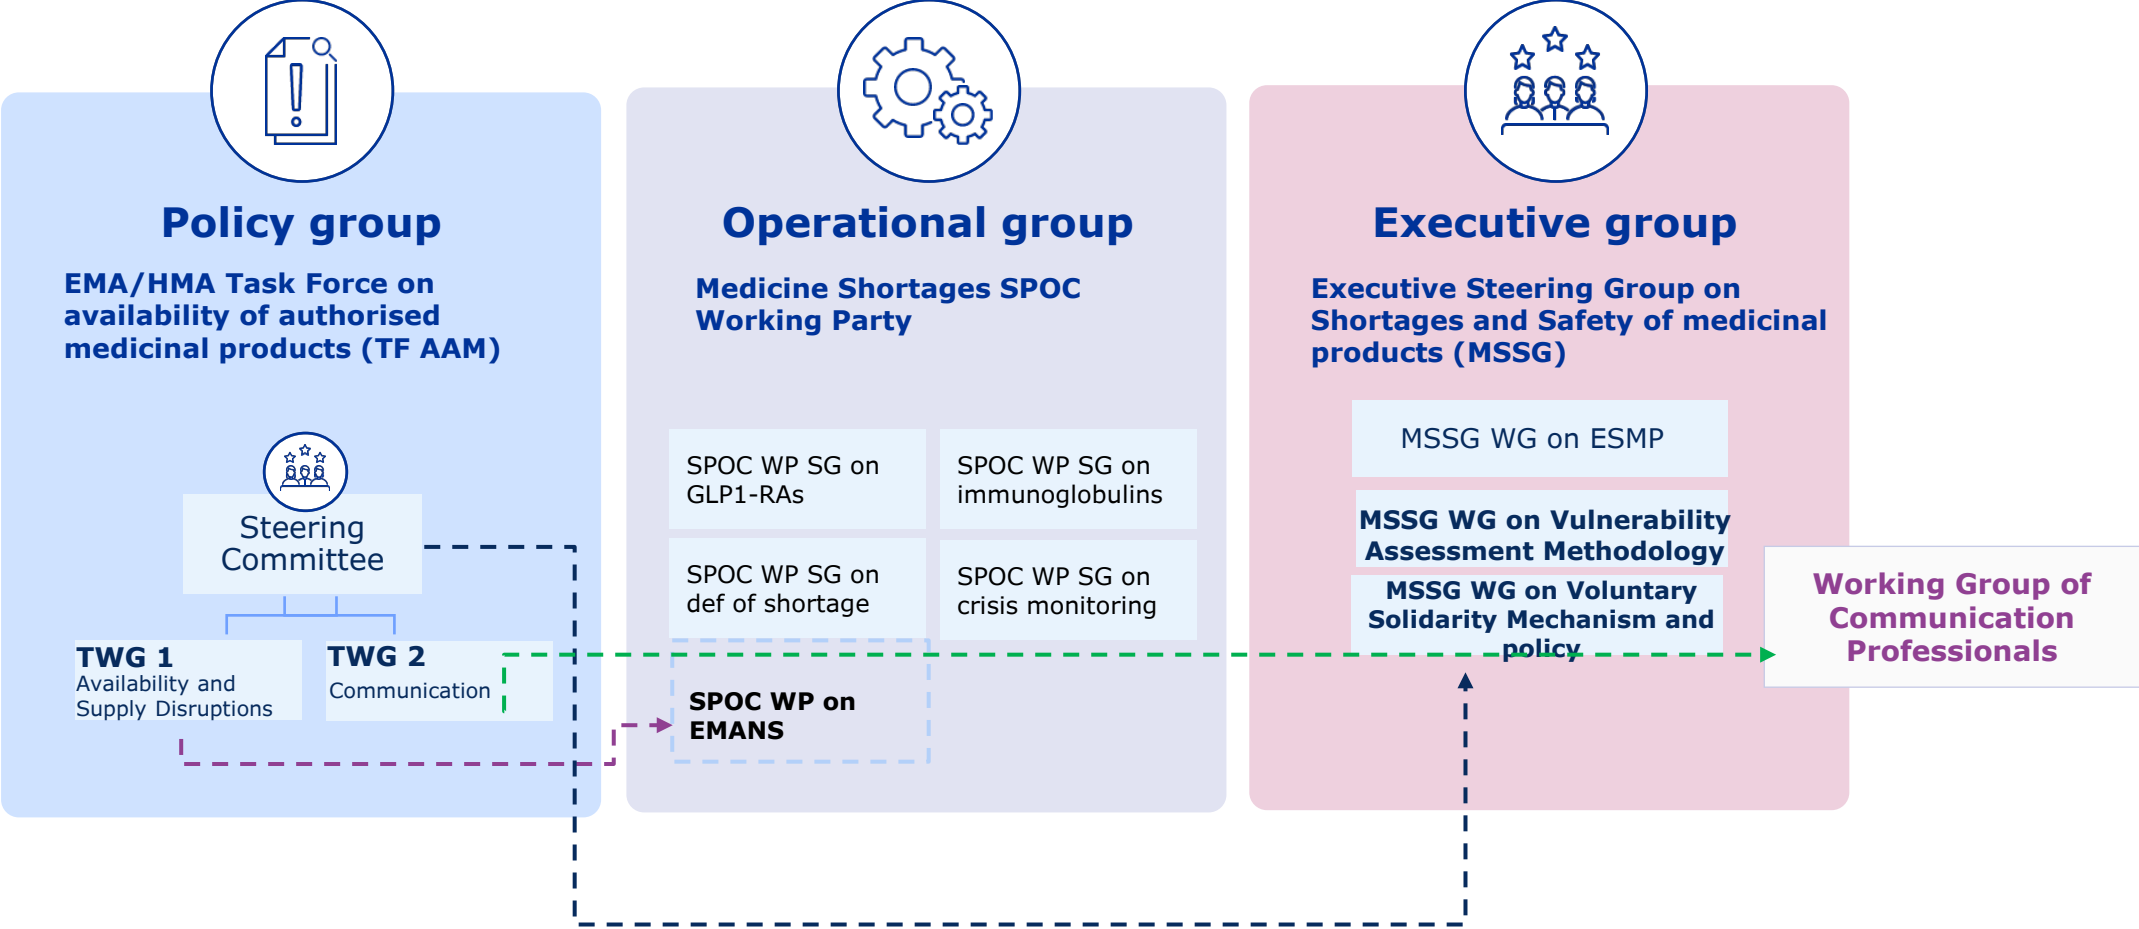 Policy group
EMA/HMA Task Force on
availability of authorised
medicinal products (TF AAM)
Steering
Committee
TWG 1
Availability and
Supply Disruptions
TWG 2
Communication
Operational group
Medicine Shortages SPOC
Working Party
SPOC WP SG on
GLP1-RAs
SPOC WP SG on
immunoglobulins
SPOC WP SG on
def of shortage
SPOC WP SG on
crisis monitoring
SPOC WP on
EMANS
Executive group
Executive Steering Group on
Shortages and Safety of medicinal
products (MSSG)
MSSG WG on ESMP
MSSG WG on Vulnerability
Assessment Methodology
MSSG WG on Voluntary
Solidarity Mechanism and
policy
Working Group of
Communication
Professionals